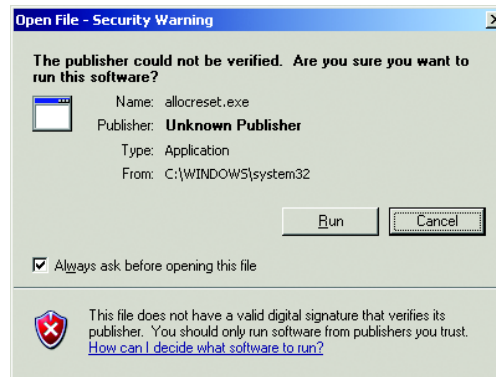 Open File - Security Warning
The publisher could not be verified. Are you sure you want to
run this software?
Name: allocreset.exe
Publisher: Unknown Publisher
Type: Application
From: C:\WINDOWS\system32
Run Cancel
Always ask before opening this file
This file does not have a valid digital signature that verifies its
publisher. You should only run software from publishers you trust.
How can I decide what software to run?